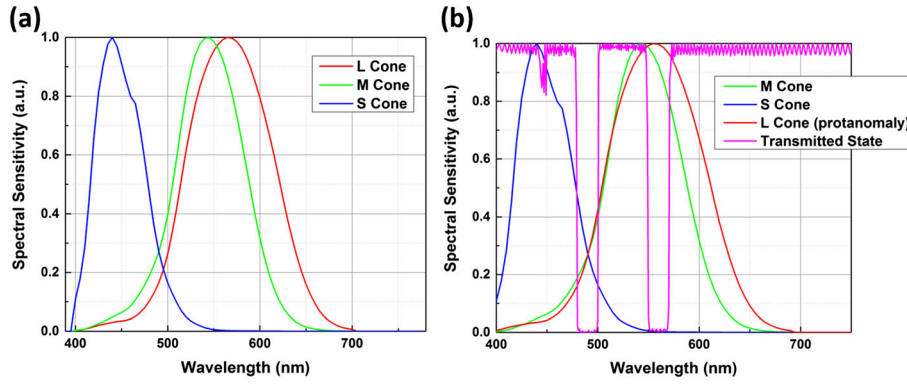 (a)
Spectral Sensitivity (a.u.)
1.0
0.8
0.6
0.4
0.2
0.0
400
500
600
700
Wavelength (nm)
L Cone
M Cone
S Cone
(b)
Spectral Sensitivity (a.u.)
1.0
0.8
0.6
0.4
0.2
0.0
400
500
600
700
Wavelength (nm)
M Cone
S Cone
L Cone (protanomaly)
Transmitted State